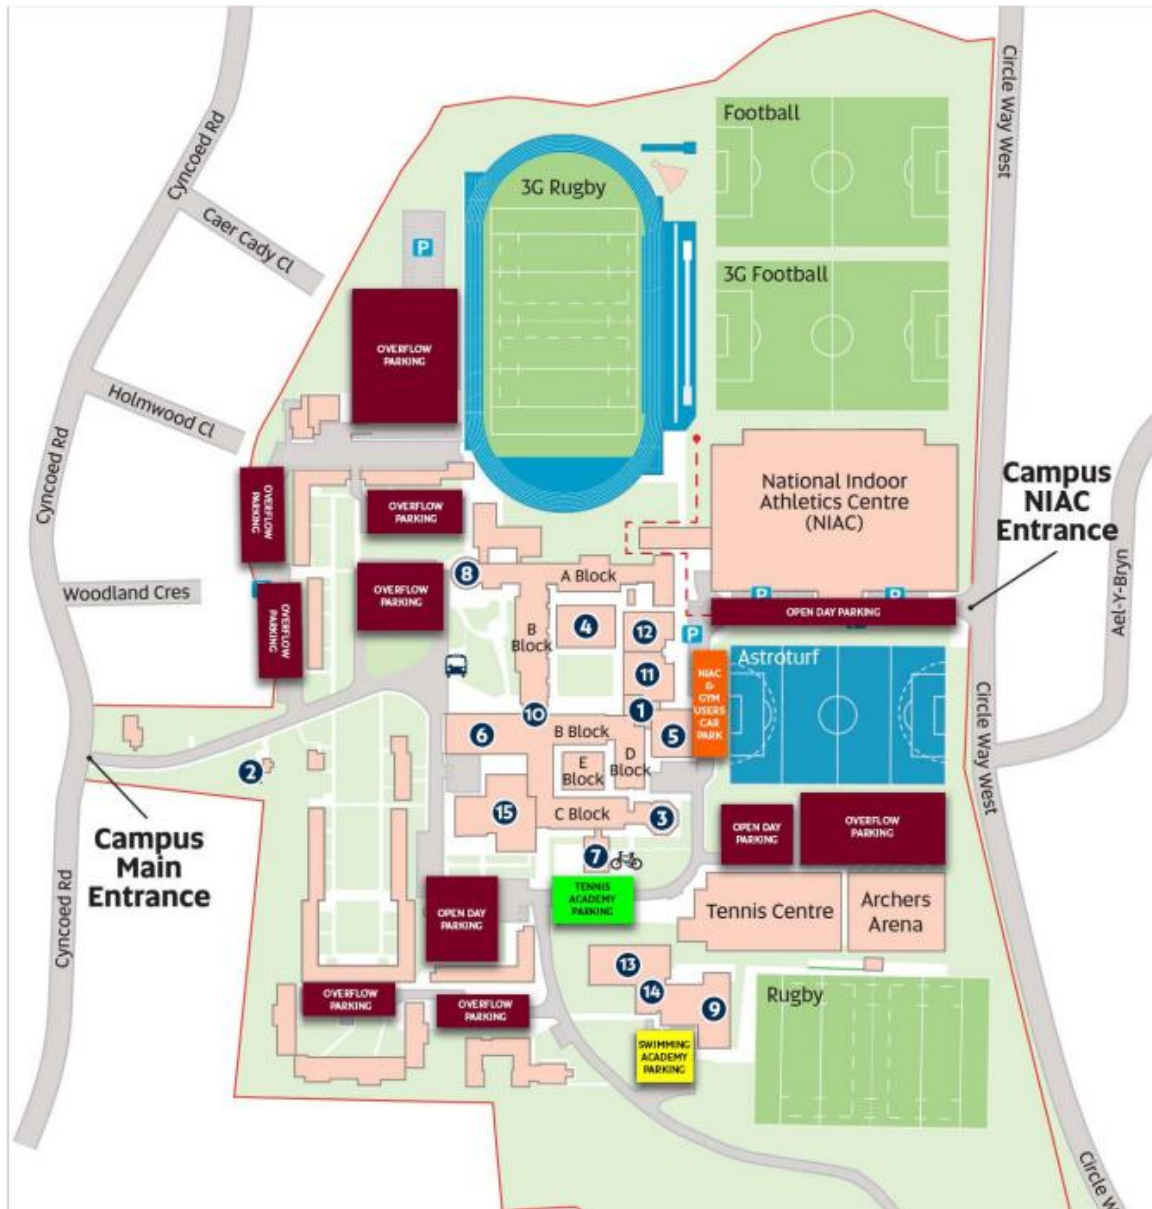 Football
Cyncoed Rd
Circle Way West
3G Rugby
Caer Cady Cl
P
3G Football
OVERFLOW
PARKING
Holmwood Cl
Cyncoed Rd
National Indoor
Athletics Centre
(NIAC)
Campus
NIAC
Entrance
OVERFLOW
PARKING
OVERFLOW
PARKING
8
A Block
Woodland Cres
OVERFLOW
PARKING
OVERFLOW
PARKING
P
P
OPEN DAY PARKING
Ael-Y-Bryn
B
Block
4
12
P
Astroturf
11
NIAC
&
GYM
USERS
CAR
PARK
10
1
6
B Block
5
D
Block
E
Block
Circle Way West
2
15
C Block
3
OPEN DAY
PARKING
OVERFLOW
PARKING
Campus
Main
Entrance
7
TENNIS
ACADEMY
PARKING
OPEN DAY
PARKING
Tennis Centre
Archers
Arena
Cyncoed Rd
13
14
9
Rugby
OVERFLOW
PARKING
OVERFLOW
PARKING
SWIMMING
ACADEMY
PARKING
Circle W